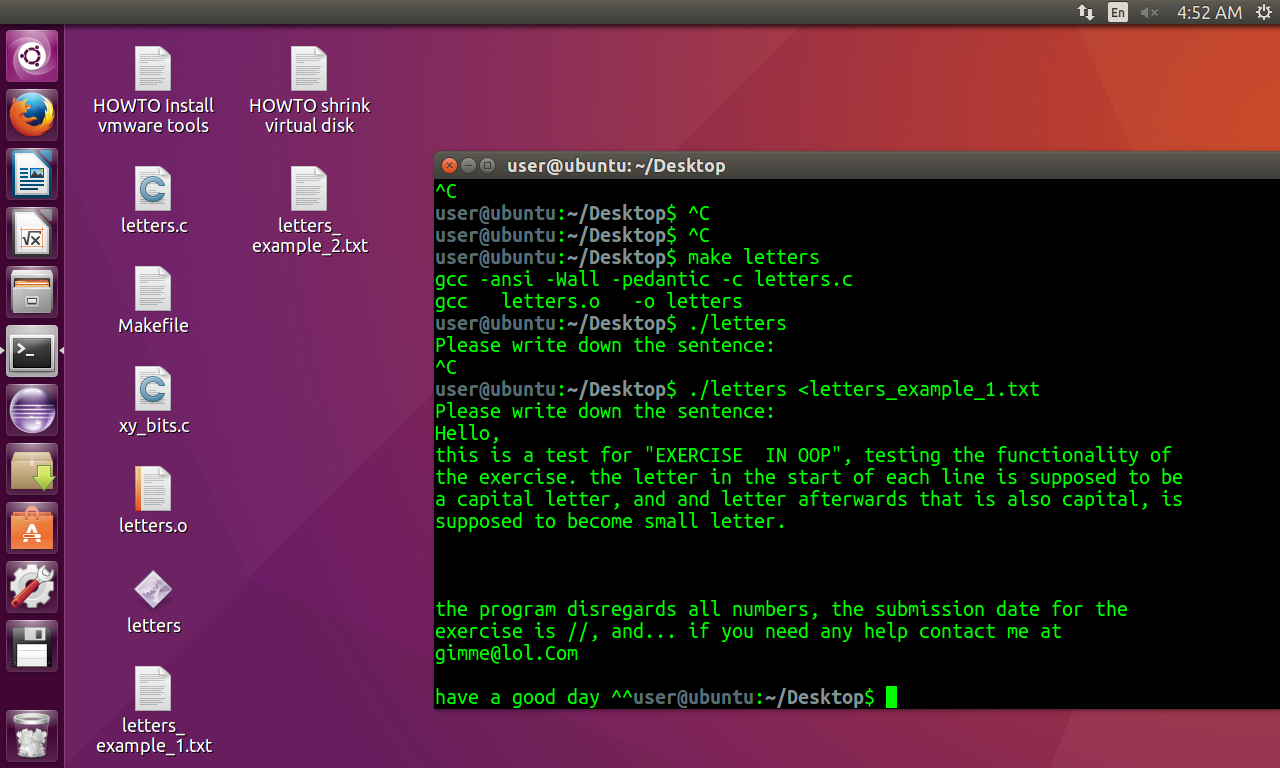 En
4:52 AM
HOWTO Install
vmware tools
HOWTO shrink
virtual disk
letters.c
letters_
example_2.txt
Makefile
xy_bits.c
letters.o
letters
letters_
example_1.txt
user@ubuntu: ~/Desktop
^C
user@ubuntu:~/Desktop$ ^C
user@ubuntu:~/Desktop$ ^C
user@ubuntu:~/Desktop$ make letters
gcc -ansi -Wall -pedantic -c letters.c
gcc   letters.o   -o letters
user@ubuntu:~/Desktop$ ./letters
Please write down the sentence:
^C
user@ubuntu:~/Desktop$ ./letters <letters_example_1.txt
Please write down the sentence:
Hello,
this is a test for "EXERCISE  IN OOP", testing the functionality of
the exercise. the letter in the start of each line is supposed to be
a capital letter, and and letter afterwards that is also capital, is
supposed to become small letter.
the program disregards all numbers, the submission date for the
exercise is //, and... if you need any help contact me at
gimme@lol.Com
have a good day ^^user@ubuntu:~/Desktop$